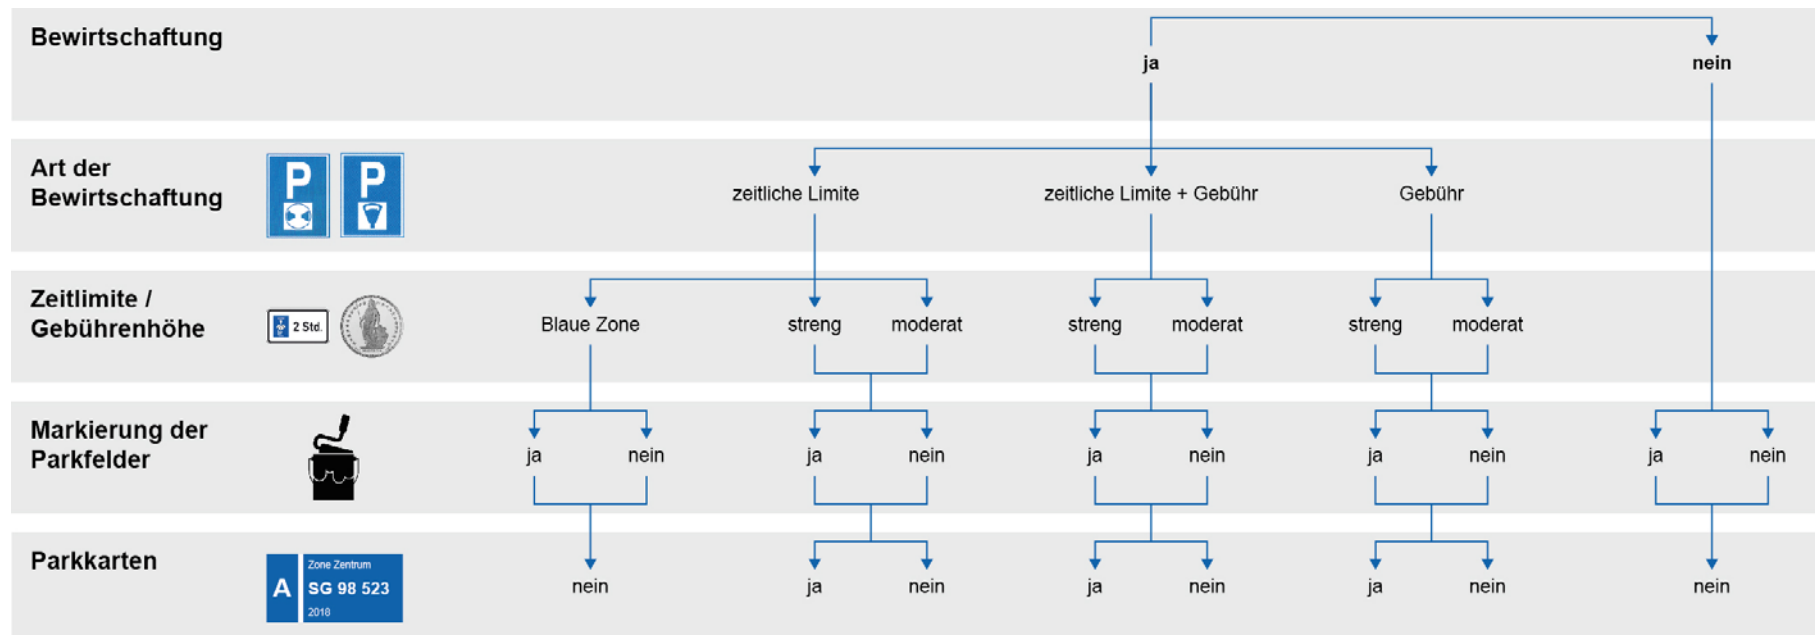 Bewirtschaftung
ja
nein
Art der
Bewirtschaftung
P
P
zeitliche Limite
zeitliche Limite + Gebühr
Gebühr
Zeitlimite /
Gebührenhöhe
2 Std.
Blaue Zone
streng
moderat
streng
moderat
streng
moderat
Markierung der
Parkfelder
ja
nein
ja
nein
ja
nein
ja
nein
ja
nein
Parkkarten
A
Zone Zentrum
SG 98 523
2018
nein
ja
nein
ja
nein
ja
nein
nein